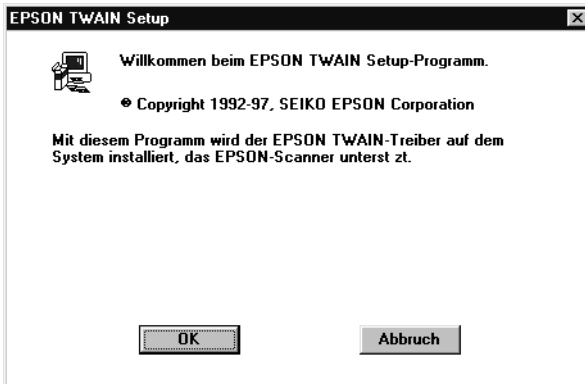 EPSON TWAIN Setup
Willkommen beim EPSON TWAIN Setup-Programm.
© Copyright 1992-97, SEIKO EPSON Corporation
Mit diesem Programm wird der EPSON TWAIN-Treiber auf dem
System installiert, das EPSON-Scanner unterst zt.
OK
Abbruch